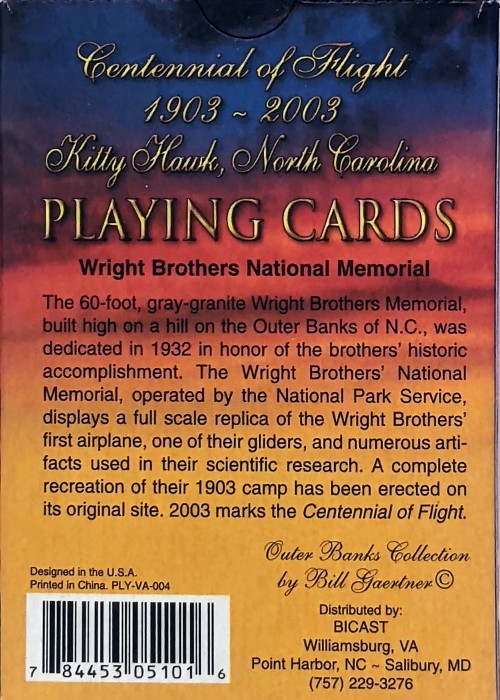 Centennial of Flight
1903 ~ 2003
Kitty Hawk, North Carolina
PLAYING CARDS
Wright Brothers National Memorial
The 60-foot, gray-granite Wright Brothers Memorial,
built high on a hill on the Outer Banks of N.C., was
dedicated in 1932 in honor of the brothers' historic
accomplishment. The Wright Brothers' National
Memorial, operated by the National Park Service,
displays a full scale replica of the Wright Brothers'
first airplane, one of their gliders, and numerous arti-
facts used in their scientific research. A complete
recreation of their 1903 camp has been erected on
its original site. 2003 marks the Centennial of Flight.
Outer Banks Collection
by Bill Gaertner ©
Designed in the U.S.A.
Printed in China. PLY-VA-004
7 84453 05101 6
Distributed by:
BICAST
Williamsburg, VA
Point Harbor, NC ~ Salibury, MD
(757) 229-3276